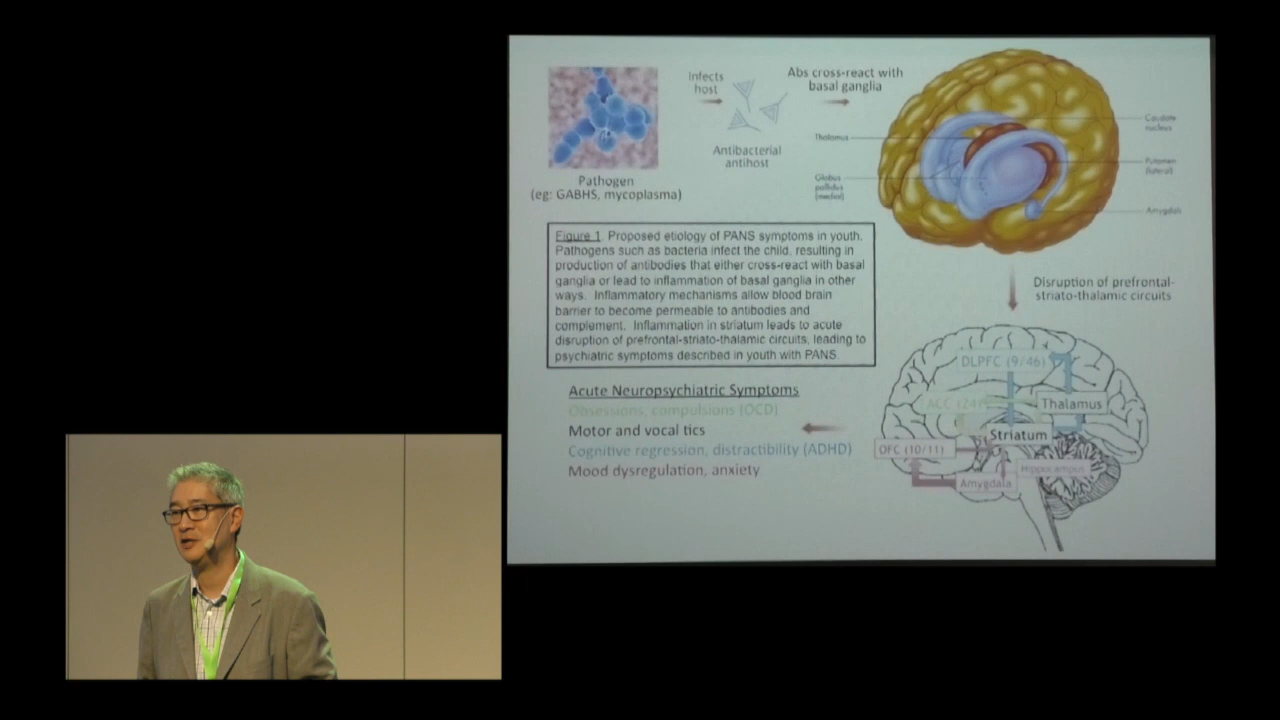 Infects
host
Abs cross-react with
basal ganglia
Antibacterial
antihost
Pathogen
(eg: GABHS, mycoplasma)
Thalamus
Globus
pallidus
(medial)
Caudate
nucleus
Putamen
(lateral)
Amygdala
Figure 1. Proposed etiology of PANS symptoms in youth.
Pathogens such as bacteria infect the child, resulting in
production of antibodies that either cross-react with basal
ganglia or lead to inflammation of basal ganglia in other
ways. Inflammatory mechanisms allow blood brain
barrier to become permeable to antibodies and
complement. Inflammation in striatum leads to acute
disruption of prefrontal-striato-thalamic circuits, leading to
psychiatric symptoms described in youth with PANS.
Disruption of prefrontal-
striato-thalamic circuits
Acute Neuropsychiatric Symptoms
Obsessions, compulsions (OCD)
Motor and vocal tics
Cognitive regression, distractibility (ADHD)
Mood dysregulation, anxiety
DLPFC (9/46)
ACC (24)
Thalamus
Striatum
OFC (10/11)
Hippocampus
Amygdala